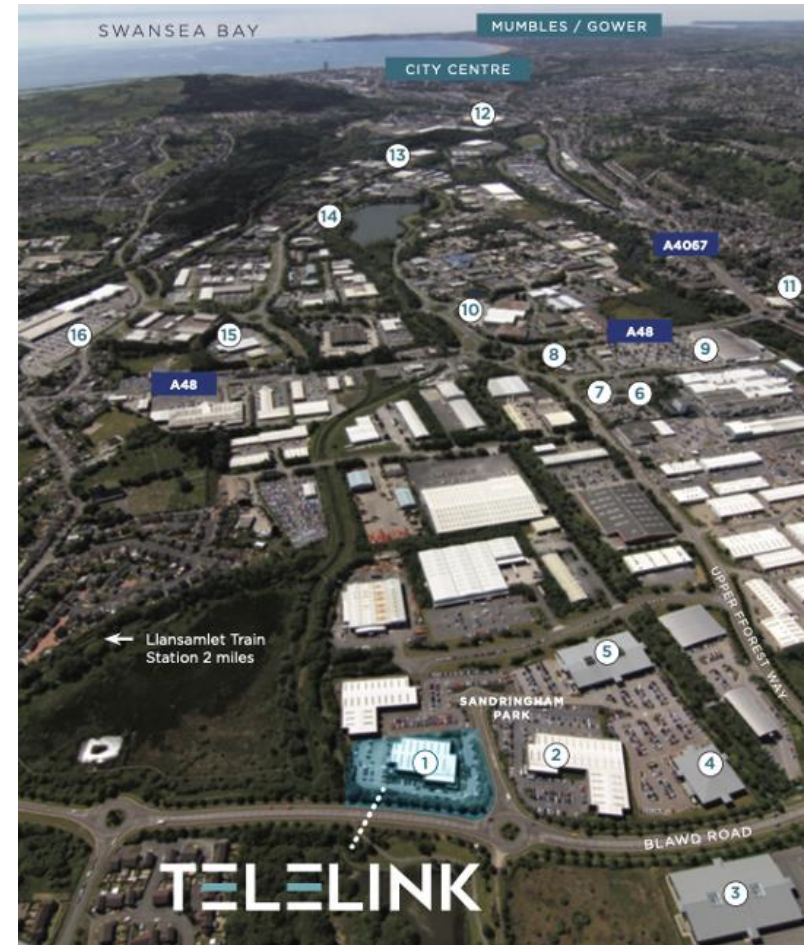 SWANSEA BAY
MUMBLES / GOWER
CITY CENTRE
12
13
14
A4067
11
10
A48
16
15
8
9
A48
7
6
UPPER FFOREST WAY
← Llansamlet Train
Station 2 miles
5
SANDRINGHAM
PARK
1
2
4
BLAWD ROAD
TELELINK
3